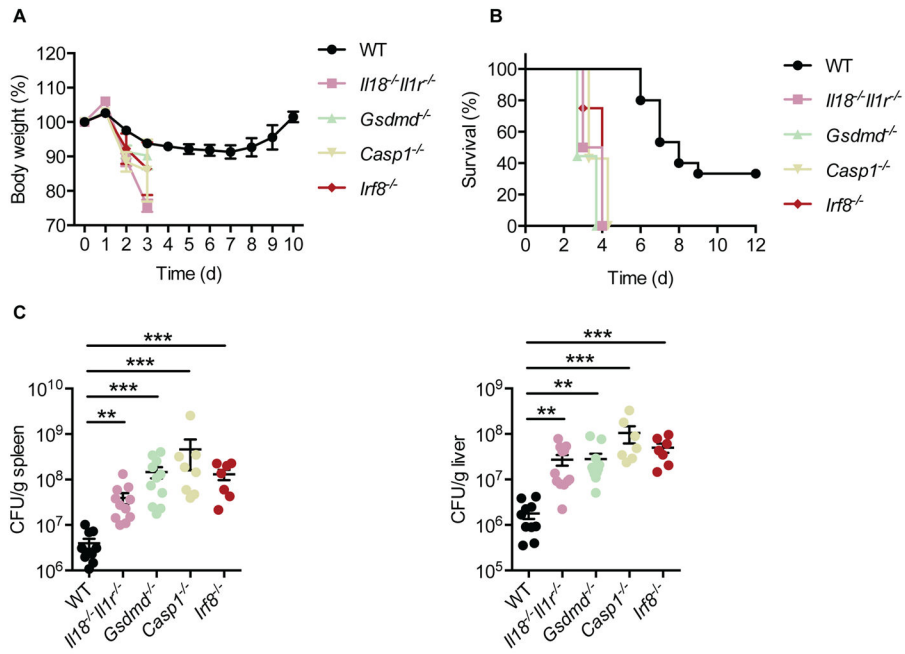 A
Body weight (%)
120
110
100
90
80
70
0 1 2 3 4 5 6 7 8 9 10
Time (d)
WT
Il18-/-Il1r-/-
Gsdmd-/-
Casp1-/-
Irf8-/-
B
Survival (%)
100
80
60
40
20
0
0 2 4 6 8 10 12
Time (d)
WT
Il18-/-Il1r-/-
Gsdmd-/-
Casp1-/-
Irf8-/-
C
CFU/g spleen
***
***
***
**
10^10
10^9
10^8
10^7
10^6
WT
Il18-/-Il1r-/-
Gsdmd-/-
Casp1-/-
Irf8-/-
CFU/g liver
***
***
**
**
10^9
10^8
10^7
10^6
10^5
WT
Il18-/-Il1r-/-
Gsdmd-/-
Casp1-/-
Irf8-/-